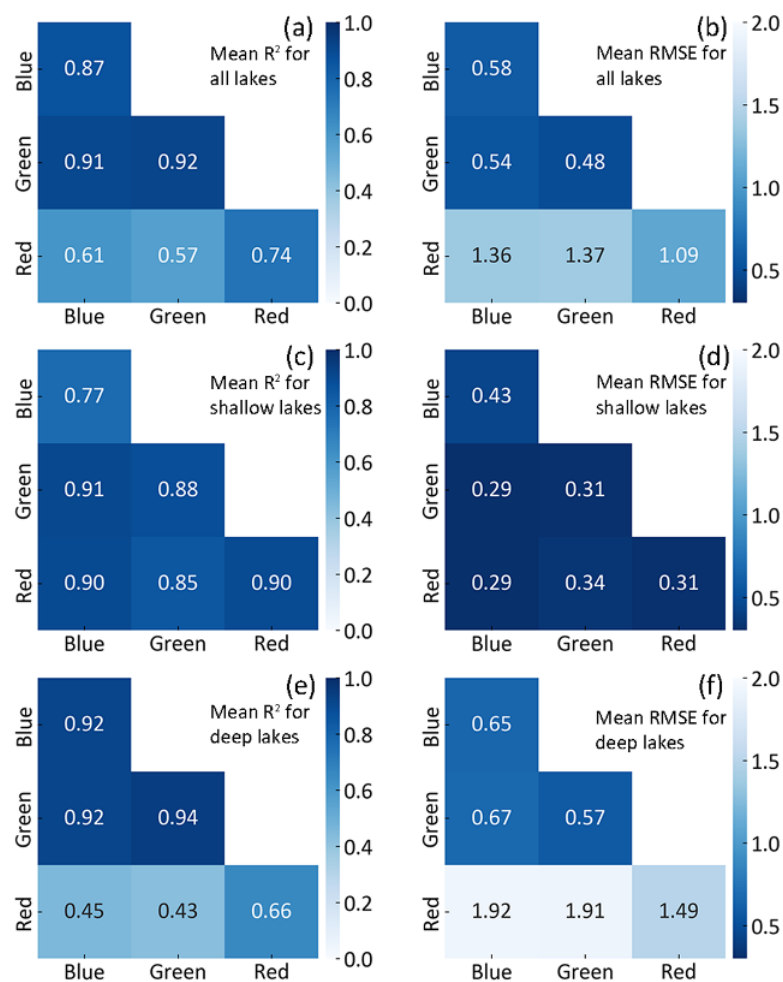 (a)
Mean R² for
all lakes
Blue
0.87
Green
0.91 0.92
Red
0.61 0.57 0.74
Blue Green Red
1.0
0.8
0.6
0.4
0.2
0.0
(b)
Mean RMSE for
all lakes
0.58
0.54 0.48
1.36 1.37 1.09
Blue Green Red
2.0
1.5
1.0
0.5
(c)
Mean R² for
shallow lakes
Blue
0.77
Green
0.91 0.88
Red
0.90 0.85 0.90
Blue Green Red
1.0
0.8
0.6
0.4
0.2
0.0
(d)
Mean RMSE for
shallow lakes
Blue
0.43
Green
0.29 0.31
Red
0.29 0.34 0.31
Blue Green Red
2.0
1.5
1.0
0.5
(e)
Mean R² for
deep lakes
Blue
0.92
Green
0.92 0.94
Red
0.45 0.43 0.66
Blue Green Red
1.0
0.8
0.6
0.4
0.2
0.0
(f)
Mean RMSE for
deep lakes
Blue
0.65
Green
0.67 0.57
Red
1.92 1.91 1.49
Blue Green Red
2.0
1.5
1.0
0.5